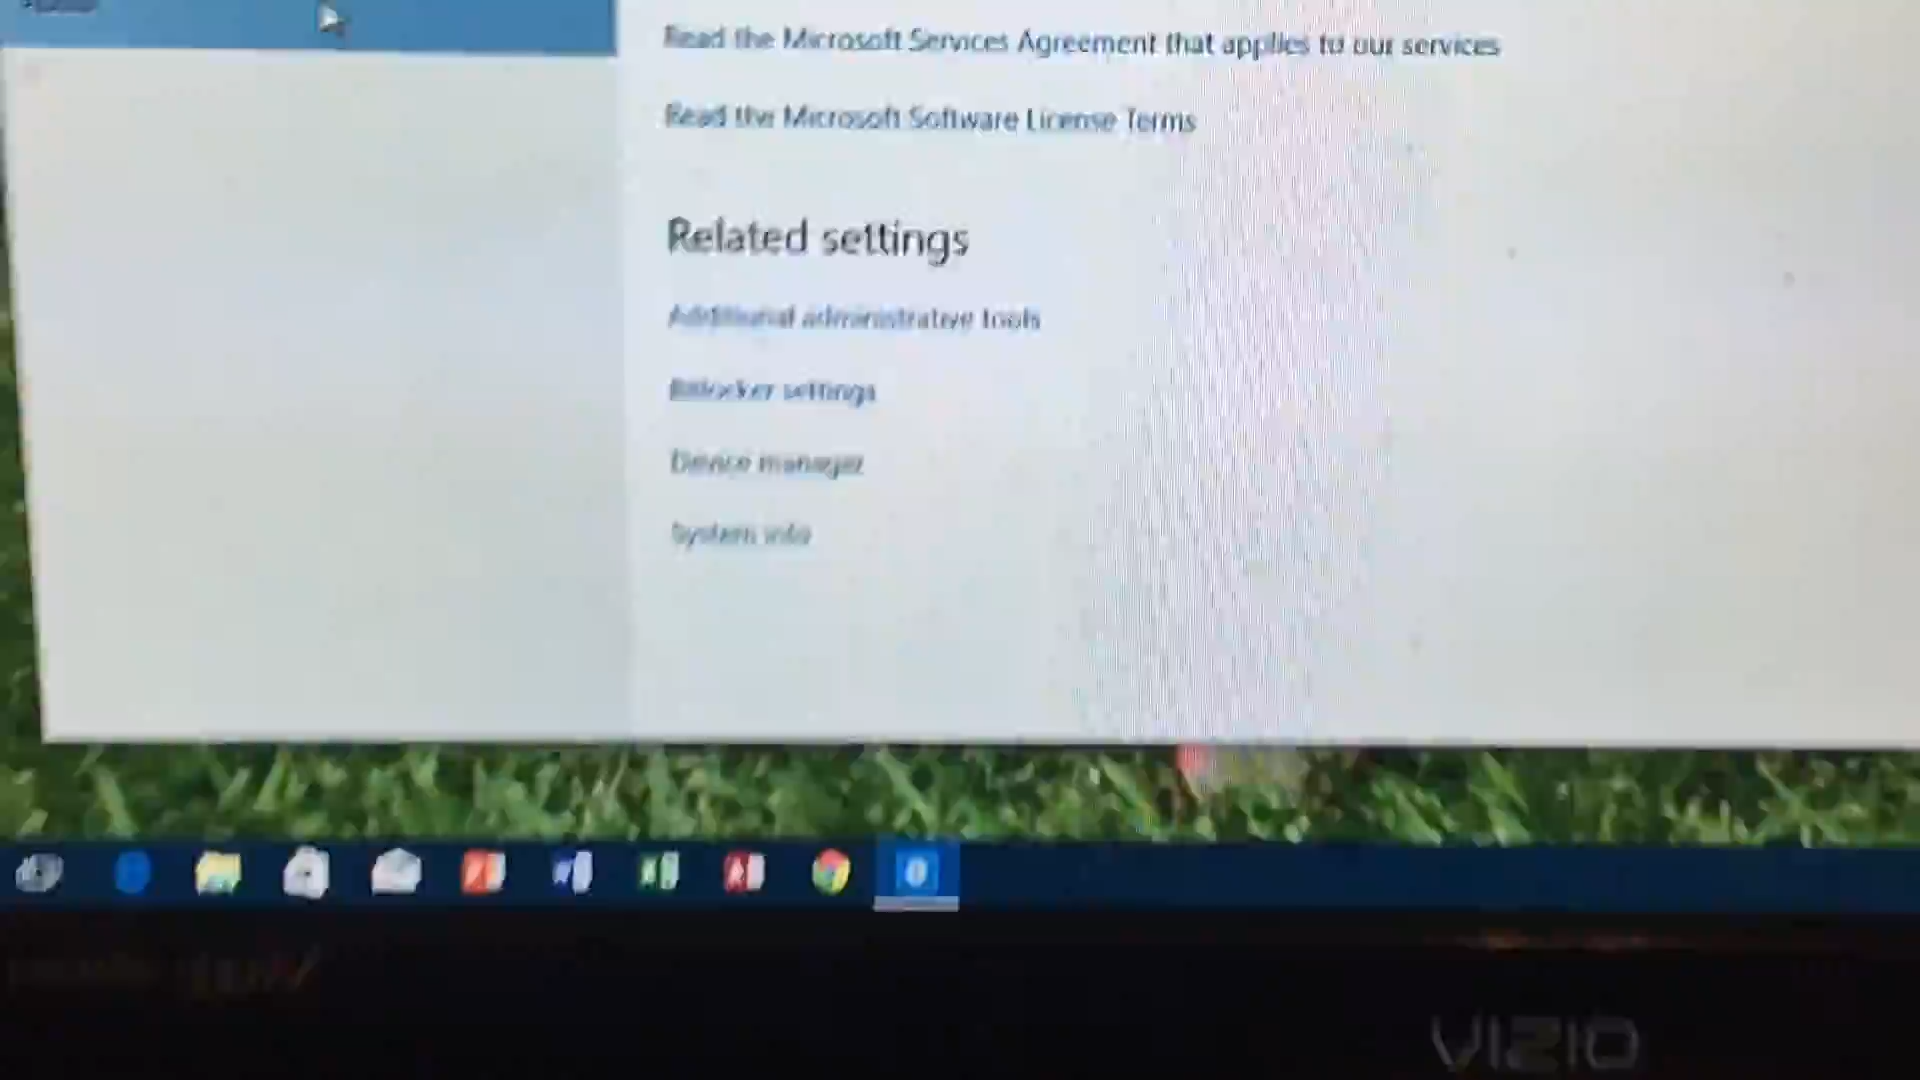 Read the Microsoft Services Agreement that applies to our services
Read the Microsoft Software License Terms
Related settings
Additional administrative tools
Bitlocker settings
Device manager
System info
VIZIO